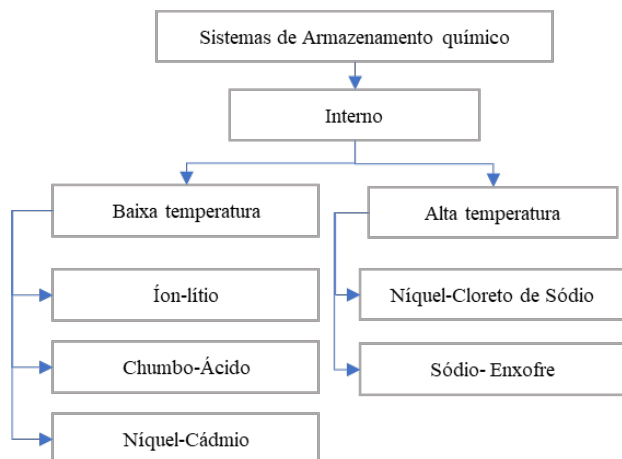 Sistemas de Armazenamento químico
Interno
Baixa temperatura
Alta temperatura
Íon-lítio
Níquel-Cloreto de Sódio
Chumbo-Ácido
Sódio- Enxofre
Níquel-Cádmio